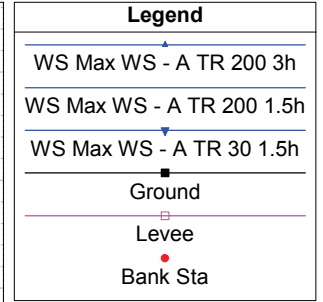 Legend
WS Max WS - A TR 200 3h
WS Max WS - A TR 200 1.5h
WS Max WS - A TR 30 1.5h
Ground
Levee
Bank Sta